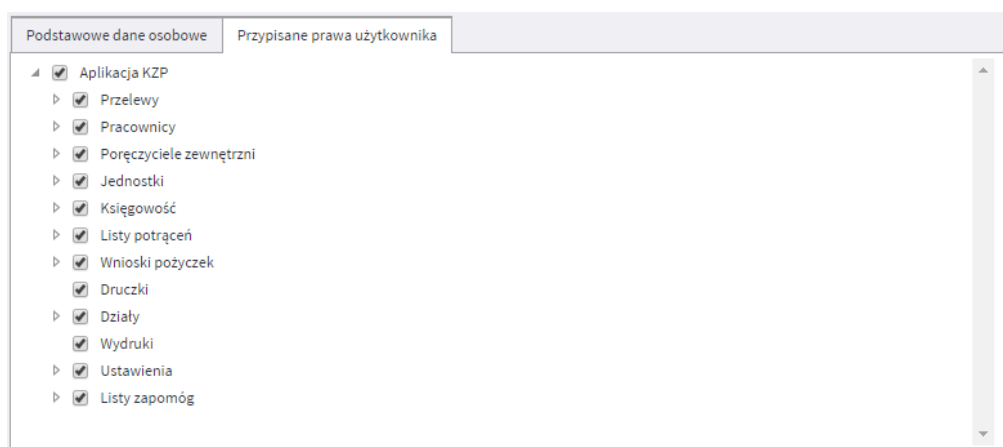 Podstawowe dane osobowe Przypisane prawa użytkownika
Aplikacja KZP
Przelewy
Pracownicy
Poręczyciele zewnętrzni
Jednostki
Księgowość
Listy potrąceń
Wnioski pożyczek
Druczki
Działy
Wydruki
Ustawienia
Listy zapomóg